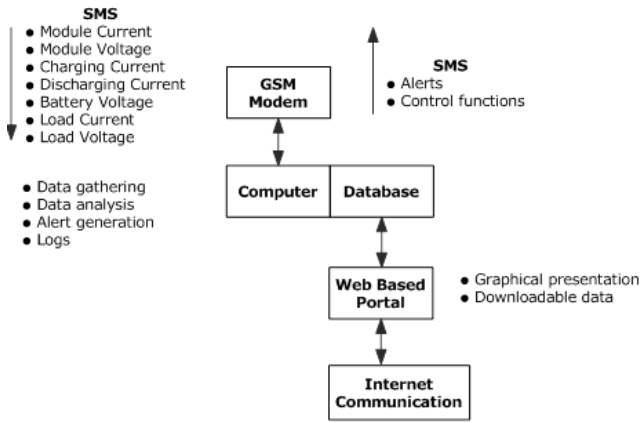 SMS
● Module Current
● Module Voltage
● Charging Current
● Discharging Current
● Battery Voltage
● Load Current
● Load Voltage
SMS
● Alerts
● Control functions
GSM
Modem
● Data gathering
● Data analysis
● Alert generation
● Logs
Computer
Database
Web Based
Portal
● Graphical presentation
● Downloadable data
Internet
Communication